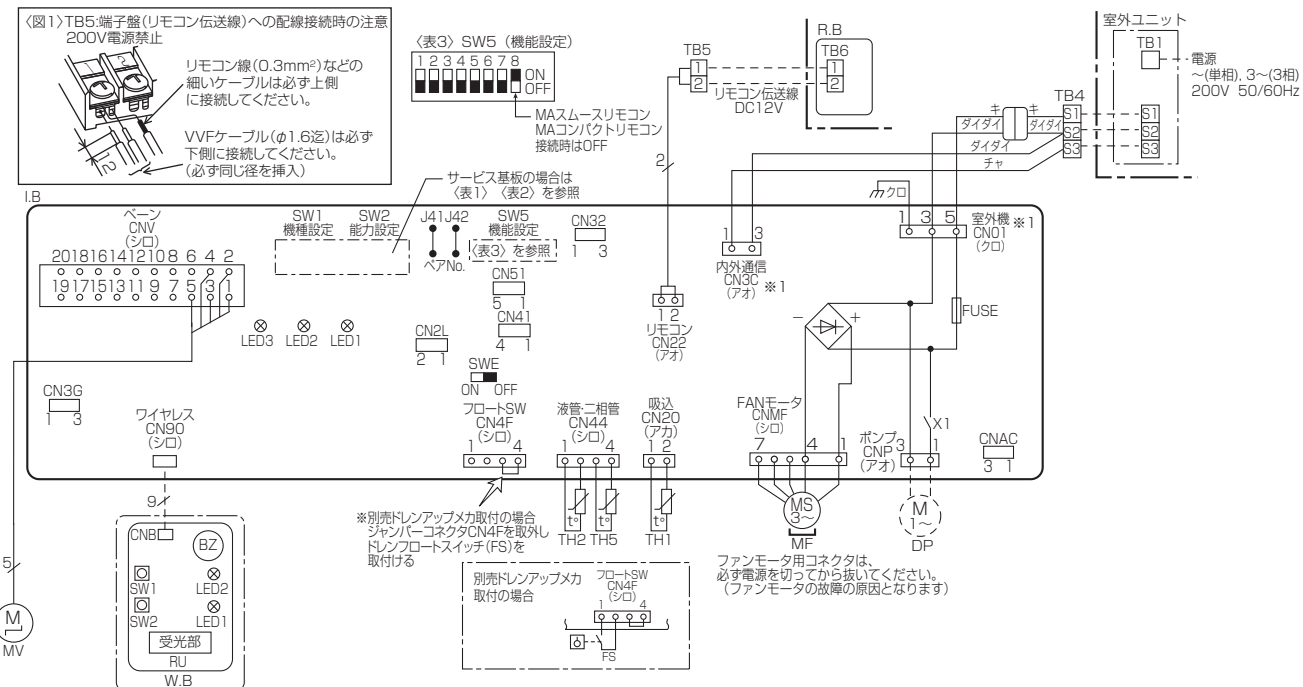 〈図1〉TB5:端子盤(リモコン伝送線)への配線接続時の注意
200V電源禁止
リモコン線(0.3mm²)などの
細いケーブルは必ず上側
に接続してください。
VVFケーブル(φ1.6迄)は必ず
下側に接続してください。
(必ず同じ径を挿入)
12
〈表3〉SW5（機能設定）
1 2 3 4 5 6 7 8
ON
OFF
MAスムースリモコン
MAコンパクトリモコン
接続時はOFF
サービス基板の場合は
〈表1〉〈表2〉を参照
TB5
1
2
リモコン伝送線
DC12V
R.B
TB6
1
2
2
室外ユニット
TB1
電源
～(単相), 3～(3相)
200V 50/60Hz
TB4
キ キ
ダイダイ ダイダイ
ダイダイ
チャ
S1 S1
S2 S2
S3 S3
クロ
I.B
ベーン
CNV
(シロ)
20 18 16 14 12 10 8 6 4 2
19 17 15 13 11 9 7 5 3 1
SW1
機種設定
SW2
能力設定
J41 J42
ペアNo.
SW5
機能設定
〈表3〉を参照
CN32
1 3
CN51
5 1
CN41
4 1
CN2L
2 1
SWE
ON OFF
LED3 LED2 LED1
1 2
リモコン
CN22
(アオ)
1 3
内外通信
CN3C ※1
(アオ)
1 3 5
室外機 ※1
CN01
(クロ)
－ ＋
FUSE
X1
CN3G
1 3
ワイヤレス
CN90
(シロ)
フロートSW
CN4F
(シロ)
1 4
液管･二相管
CN44
(シロ)
1 4
吸込
CN20
(アカ)
1 2
FANモータ
CNMF
(シロ)
7 4 1
ポンプ
CNP
(アオ)
3 1
CNAC
3 1
t° t° t°
TH2 TH5 TH1
MS
3～
MF
M
1～
DP
※別売ドレンアップメカ取付の場合
ジャンパーコネクタCN4Fを取外し
ドレンフロートスイッチ(FS)を
取付ける
ファンモータ用コネクタは、
必ず電源を切ってから抜いてください。
（ファンモータの故障の原因となります）
別売ドレンアップメカ
取付の場合
フロートSW
CN4F
(シロ)
1 4
FS
9
CNB
BZ
SW1
LED2
SW2
LED1
受光部
RU
W.B
5
M
MV